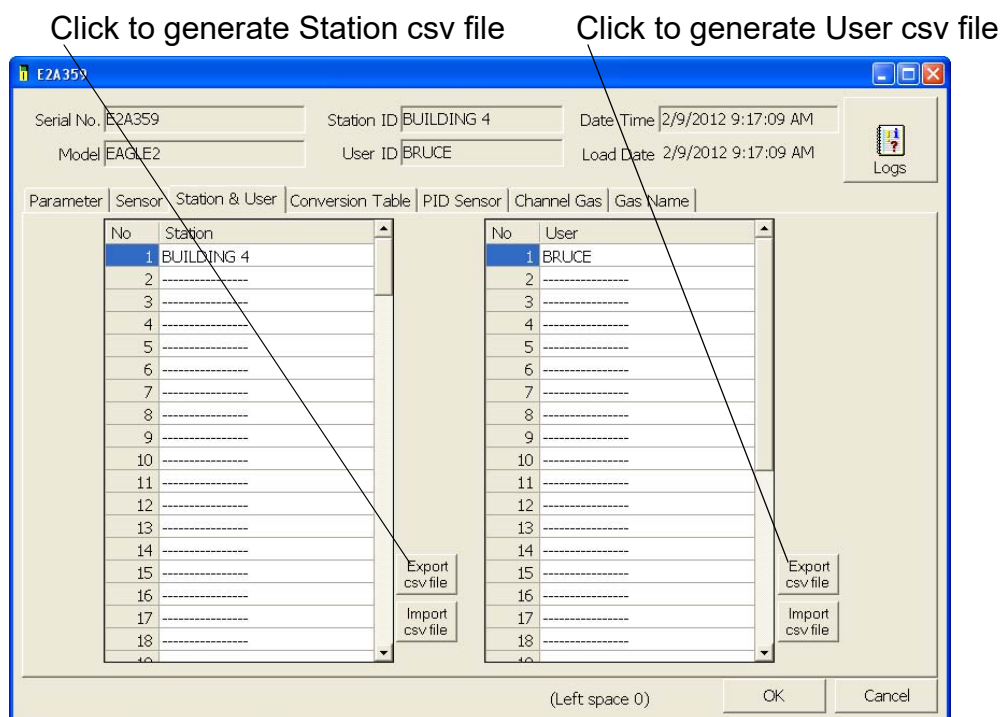 Click to generate Station csv file Click to generate User csv file
E2A359
Serial No. E2A359 Station ID BUILDING 4 Date Time 2/9/2012 9:17:09 AM
Model EAGLE2 User ID BRUCE Load Date 2/9/2012 9:17:09 AM
Logs
Parameter Sensor Station & User Conversion Table PID Sensor Channel Gas Gas Name
No Station No User
1 BUILDING 4 1 BRUCE
2 ---------------- 2 ----------------
3 ---------------- 3 ----------------
4 ---------------- 4 ----------------
5 ---------------- 5 ----------------
6 ---------------- 6 ----------------
7 ---------------- 7 ----------------
8 ---------------- 8 ----------------
9 ---------------- 9 ----------------
10 ---------------- 10 ----------------
11 ---------------- 11 ----------------
12 ---------------- 12 ----------------
13 ---------------- 13 ----------------
14 ---------------- 14 ----------------
15 ---------------- Export csv file 15 ---------------- Export csv file
16 ---------------- 16 ----------------
17 ---------------- Import csv file 17 ---------------- Import csv file
18 ---------------- 18 ----------------
(Left space 0) OK Cancel